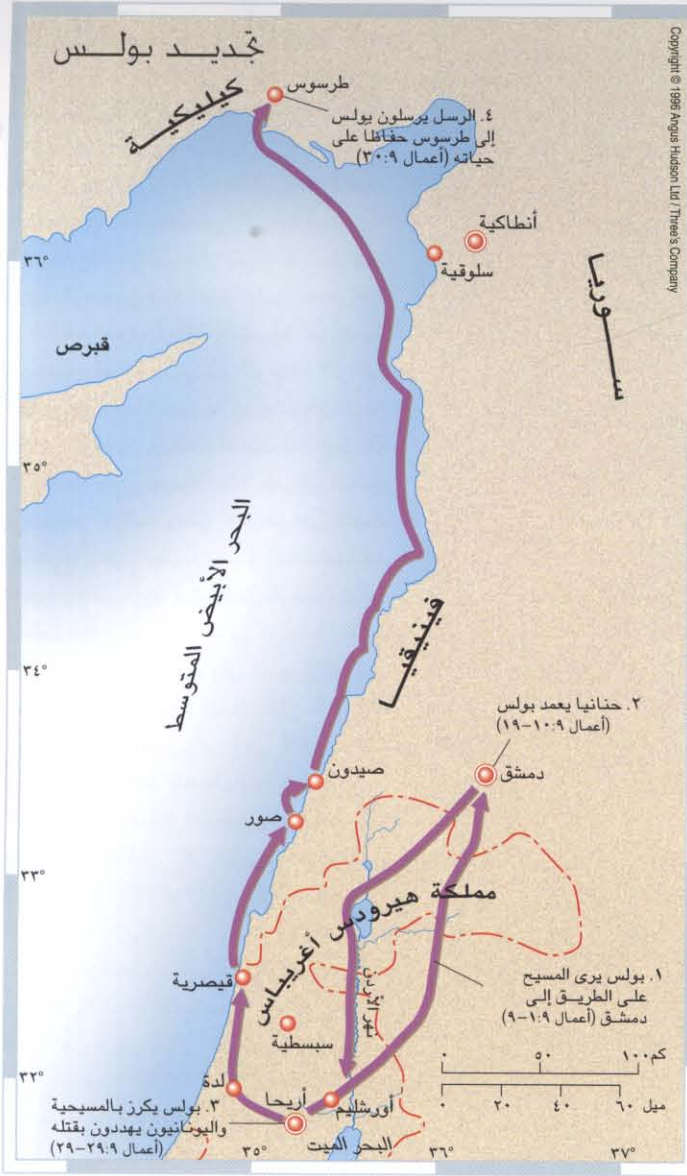 تجديد بولس
Copyright © 1996 Angus Hudson Ltd / Three's Company
كيليكية
طرسوس
٤. الرسل يرسلون بولس
إلى طرسوس حفاظا على
حياته (أعمال ٣٠:٩)
أنطاكية
سلوقية
سوريا
٣٦°
قبرص
٣٥°
البحر الأبيض المتوسط
فينيقيا
٣٤°
٢. حنانيا يعمد بولس
(أعمال ١٠:٩–١٩)
دمشق
صيدون
صور
٣٣°
مملكة هيرودس أغريباس
١. بولس يرى المسيح
على الطريق إلى
دمشق (أعمال ١:٩–٩)
قيصرية
نهر الأردن
سبسطية
كم ١٠٠ ٥٠ ٠
ميل ٦٠ ٤٠ ٢٠ ٠
٣٢°
لدة
أريحا
أورشليم
٣. بولس يكرز بالمسيحية
واليونانيون يهددون بقتله
(أعمال ٢٩:٩–٢٩)
البحر الميت
٣٥°
٣٦°
٣٧°